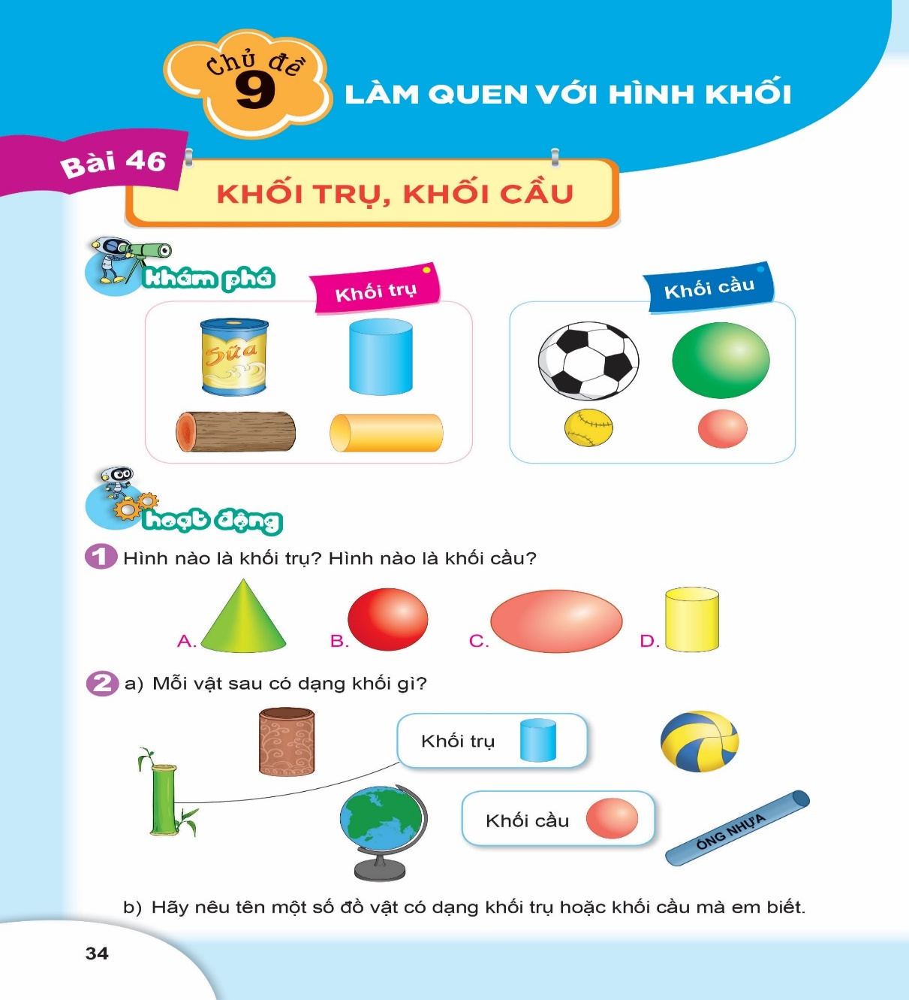 Chủ đề
9
LÀM QUEN VỚI HÌNH KHỐI
Bài 46
KHỐI TRỤ, KHỐI CẦU
khám phá
Khối trụ
Khối cầu
Sữa
hoạt động
1 Hình nào là khối trụ? Hình nào là khối cầu?
A.
B.
C.
D.
2 a) Mỗi vật sau có dạng khối gì?
Khối trụ
Khối cầu
ỐNG NHỰA
b) Hãy nêu tên một số đồ vật có dạng khối trụ hoặc khối cầu mà em biết.
34